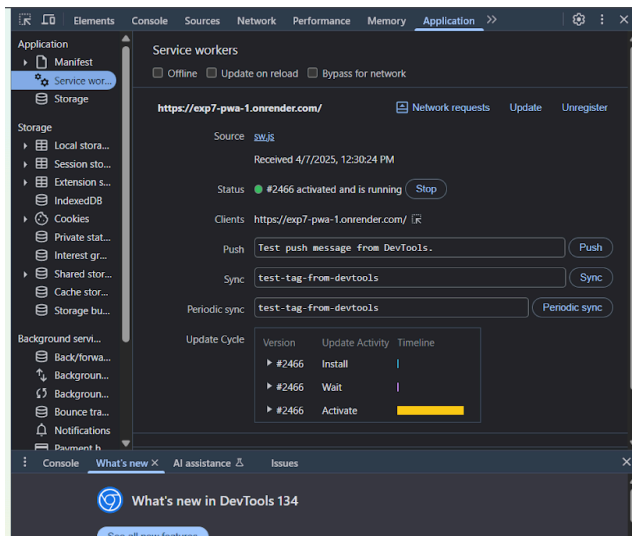 Elements Console Sources Network Performance Memory Application
Application
Manifest
Service wor...
Storage
Storage
Local stora...
Session sto...
Extension s...
IndexedDB
Cookies
Private stat...
Interest gr...
Shared stor...
Cache stor...
Storage bu...
Background servi...
Back/forwa...
Backgroun...
Backgroun...
Bounce tra...
Notifications
Payment h...
Service workers
Offline Update on reload Bypass for network
https://exp7-pwa-1.onrender.com/ Network requests Update Unregister
Source sw.js
Received 4/7/2025, 12:30:24 PM
Status #2466 activated and is running Stop
Clients https://exp7-pwa-1.onrender.com/
Push Test push message from DevTools. Push
Sync test-tag-from-devtools Sync
Periodic sync test-tag-from-devtools Periodic sync
Update Cycle Version Update Activity Timeline
#2466 Install
#2466 Wait
#2466 Activate
Console What's new AI assistance Issues
What's new in DevTools 134
See all new features